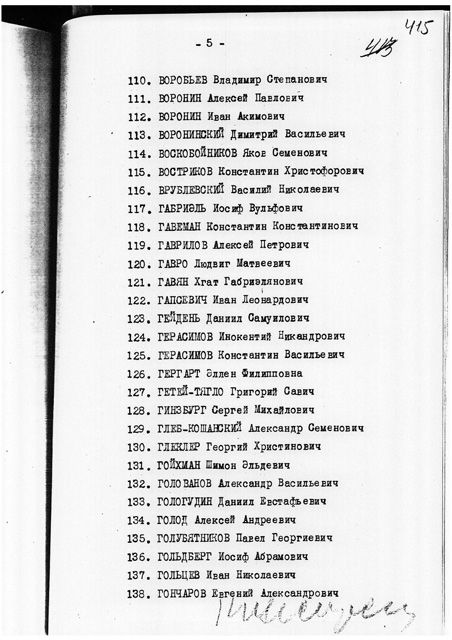 415
413
- 5 -
110. ВОРОБЬЕВ Владимир Степанович
111. ВОРОНИН Алексей Павлович
112. ВОРОНИН Иван Акимович
113. ВОРОНИНСКИЙ Димитрий Васильевич
114. ВОСКОБОЙНИКОВ Яков Семенович
115. ВОСТРИКОВ Константин Христофорович
116. ВРУБЛЕВСКИЙ Василий Николаевич
117. ГАБРИЭЛЬ Иосиф Вульфович
118. ГАВЕМАН Константин Константинович
119. ГАВРИЛОВ Алексей Петрович
120. ГАВРО Людвиг Матвеевич
121. ГАВЯН Хгат Габриэлянович
122. ГАПСЕВИЧ Иван Леонардович
123. ГЕЙДЕНЬ Даниил Самуилович
124. ГЕРАСИМОВ Инокентий Никандрович
125. ГЕРАСИМОВ Константин Васильевич
126. ГЕРГАРТ Эллен Филипповна
127. ГЕТЕЙ-ТЯГЛО Григорий Савич
128. ГИНЗБУРГ Сергей Михайлович
129. ГЛЕБ-КОШАНСКИЙ Александр Семенович
130. ГЛЕКЛЕР Георгий Христинович
131. ГОЙХМАН Шимон Эльдевич
132. ГОЛОВАНОВ Александр Васильевич
133. ГОЛОГУДИН Даниил Евстафьевич
134. ГОЛОД Алексей Андреевич
135. ГОЛУБЯТНИКОВ Павел Георгиевич
136. ГОЛЬДБЕРГ Иосиф Абрамович
137. ГОЛЬЦЕВ Иван Николаевич
138. ГОНЧАРОВ Евгений Александрович